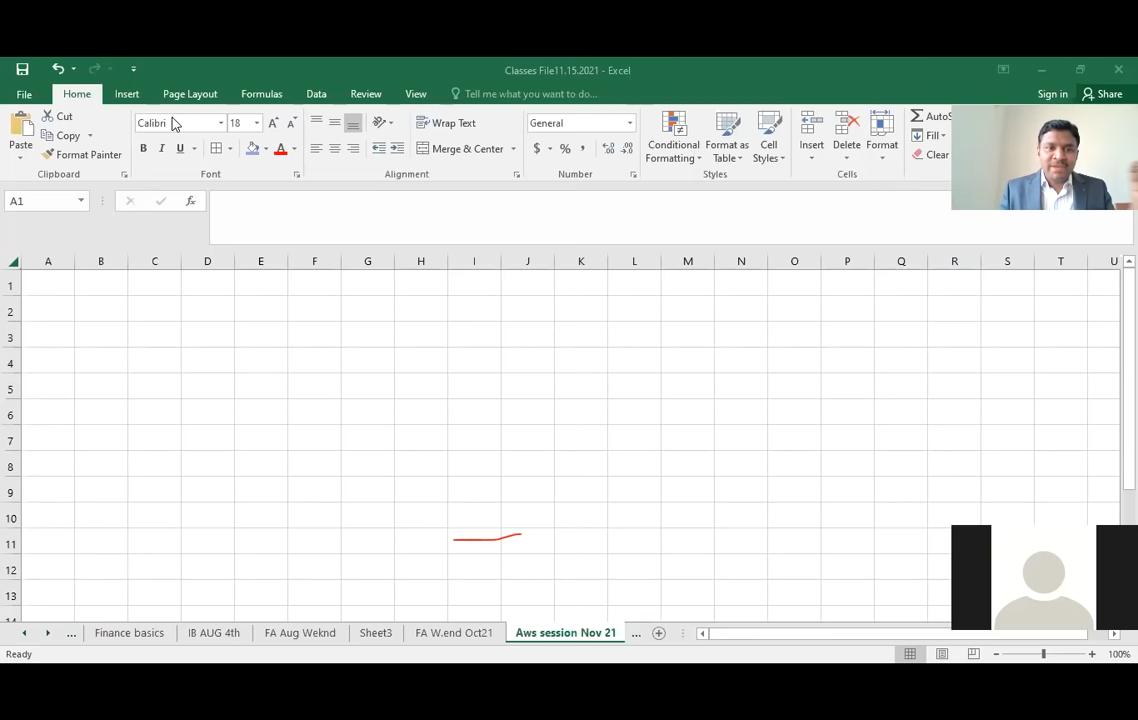 Classes File11.15.2021 - Excel
File Home Insert Page Layout Formulas Data Review View Tell me what you want to do... Sign in Share
Paste
Cut
Copy
Format Painter
Clipboard
Calibri 18
B I U A
Font
Wrap Text
Merge & Center
Alignment
General
$ % ,
Number
Conditional Formatting
Format as Table
Cell Styles
Styles
Insert Delete Format
Cells
AutoS
Fill
Clear
A1 fx
A B C D E F G H I J K L M N O P Q R S T U
1
2
3
4
5
6
7
8
9
10
11
12
13
... Finance basics IB AUG 4th FA Aug Weknd Sheet3 FA W.end Oct21 Aws session Nov 21 ...
Ready 100%